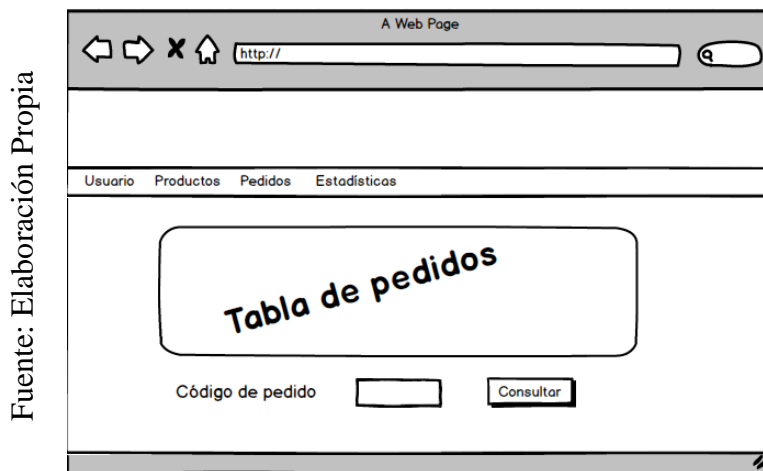 Fuente: Elaboración Propia
A Web Page
http://
Usuario Productos Pedidos Estadísticas
Tabla de pedidos
Código de pedido Consultar